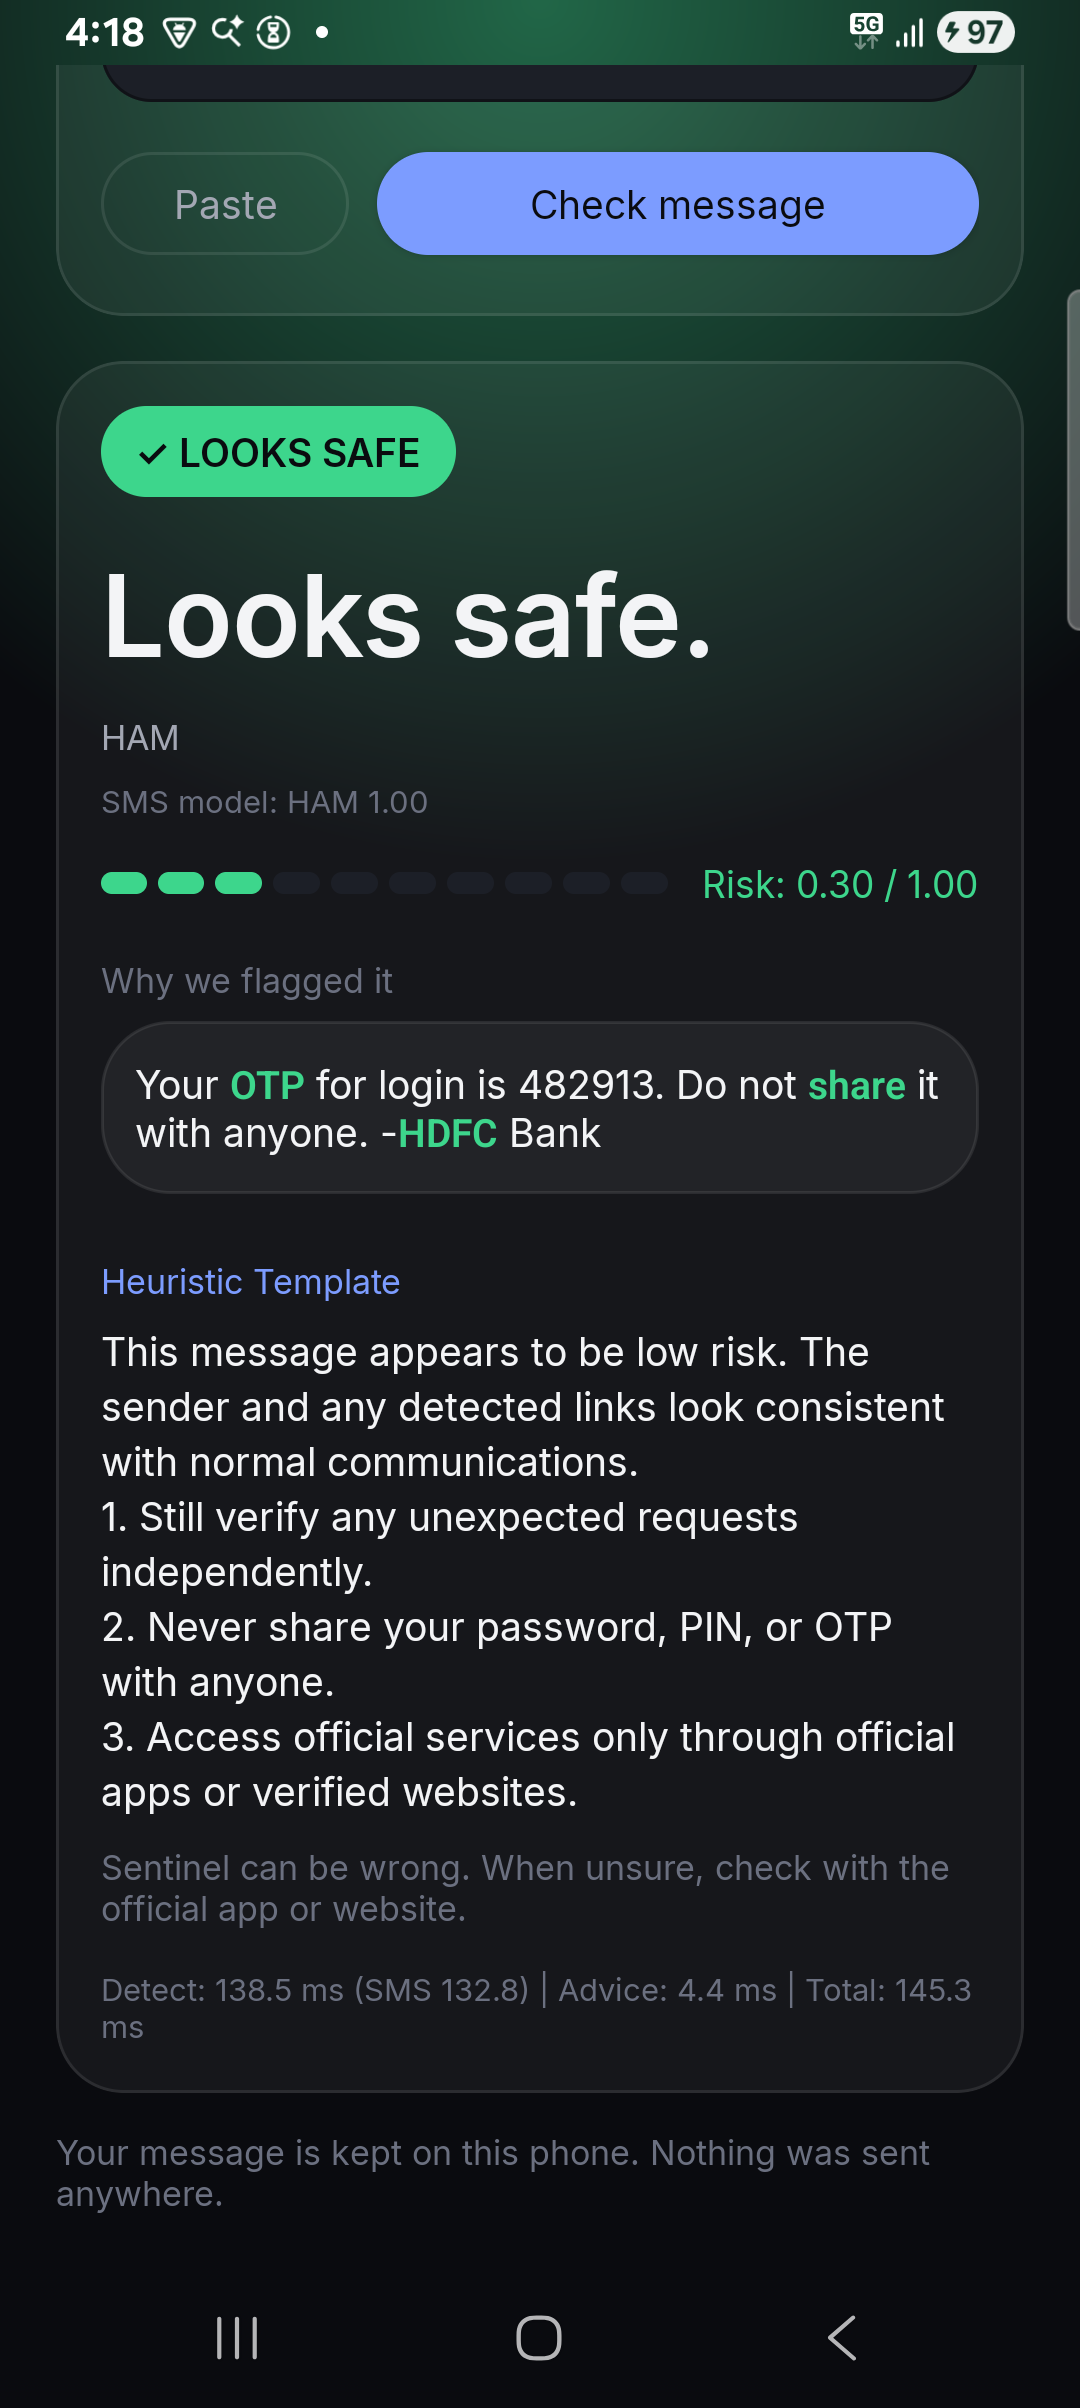 4:18
5G
97
Paste
Check message
✓ LOOKS SAFE
Looks safe.
HAM
SMS model: HAM 1.00
Risk: 0.30 / 1.00
Why we flagged it
Your OTP for login is 482913. Do not share it
with anyone. -HDFC Bank
Heuristic Template
This message appears to be low risk. The
sender and any detected links look consistent
with normal communications.
1. Still verify any unexpected requests
independently.
2. Never share your password, PIN, or OTP
with anyone.
3. Access official services only through official
apps or verified websites.
Sentinel can be wrong. When unsure, check with the
official app or website.
Detect: 138.5 ms (SMS 132.8) | Advice: 4.4 ms | Total: 145.3
ms
Your message is kept on this phone. Nothing was sent
anywhere.